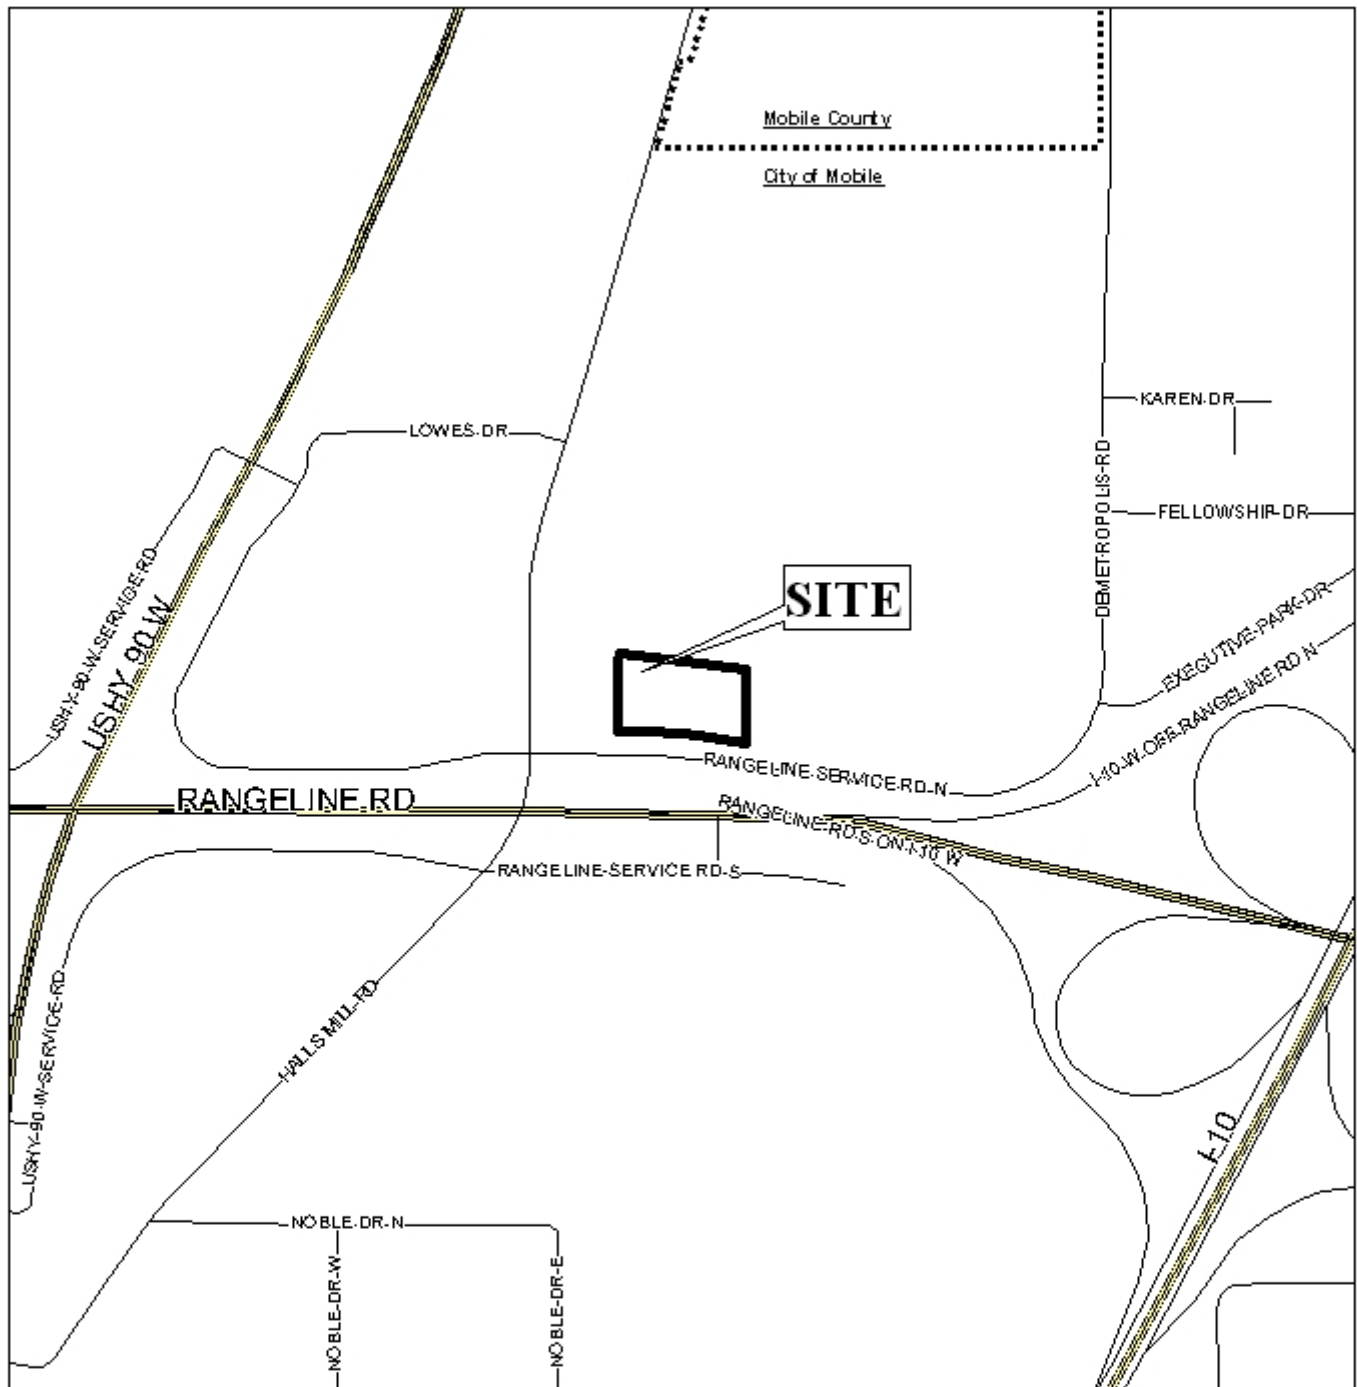 Mobile County
City of Mobile
KAREN-DR
LOWES-DR
DEMETROPOLIS-RD
FELLOWSHIP-DR
USHY-90-W-SERVICE-RD
USHY 90 W
SITE
EXECUTIVE-PARK-DR
I-10-W.OFF-RANGELINE RD N
RANGELINE-SERVICE-RD-N
RANGELINE.RD
RANGELINE-RD-S-ON-I-10 W
RANGELINE-SERVICE RD-S
USHY-90-W-SERVICE-RD
HALLS MILL-RD
I-10
NOBLE-DR-N
NOBLE-DR-W
NOBLE-DR-E